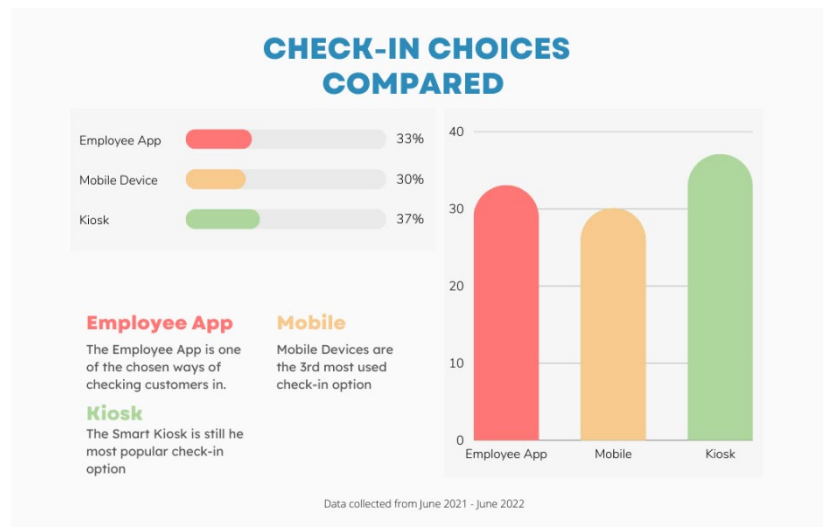 CHECK-IN CHOICES
COMPARED
Employee App 33%
Mobile Device 30%
Kiosk 37%
40
30
20
10
0
Employee App Mobile Kiosk
Employee App
The Employee App is one
of the chosen ways of
checking customers in.
Mobile
Mobile Devices are
the 3rd most used
check-in option
Kiosk
The Smart Kiosk is still he
most popular check-in
option
Data collected from June 2021 - June 2022